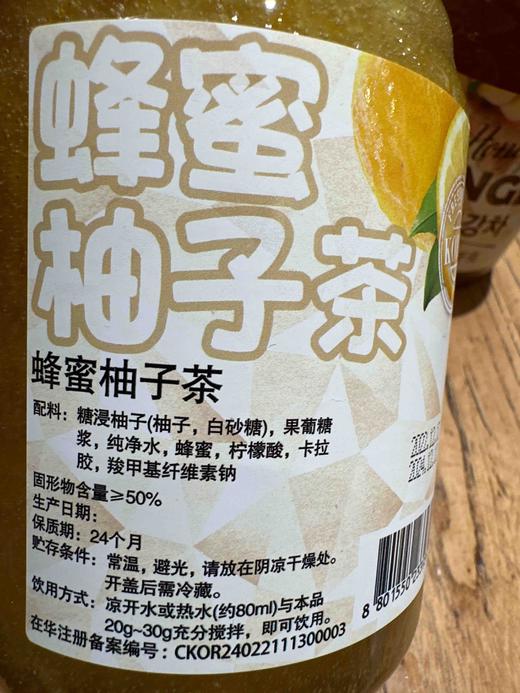 蜂蜜
柚子茶
蜂蜜柚子茶
配料：糖浸柚子(柚子，白砂糖)，果葡糖
浆，纯净水，蜂蜜，柠檬酸，卡拉
胶，羧甲基纤维素钠
固形物含量≥50%
生产日期：
保质期：24个月
贮存条件：常温，避光，请放在阴凉干燥处。
开盖后需冷藏。
饮用方式：凉开水或热水(约80ml)与本品
20g~30g充分搅拌，即可饮用。
在华注册备案编号：CKOR24022111300003
8 801550
강차